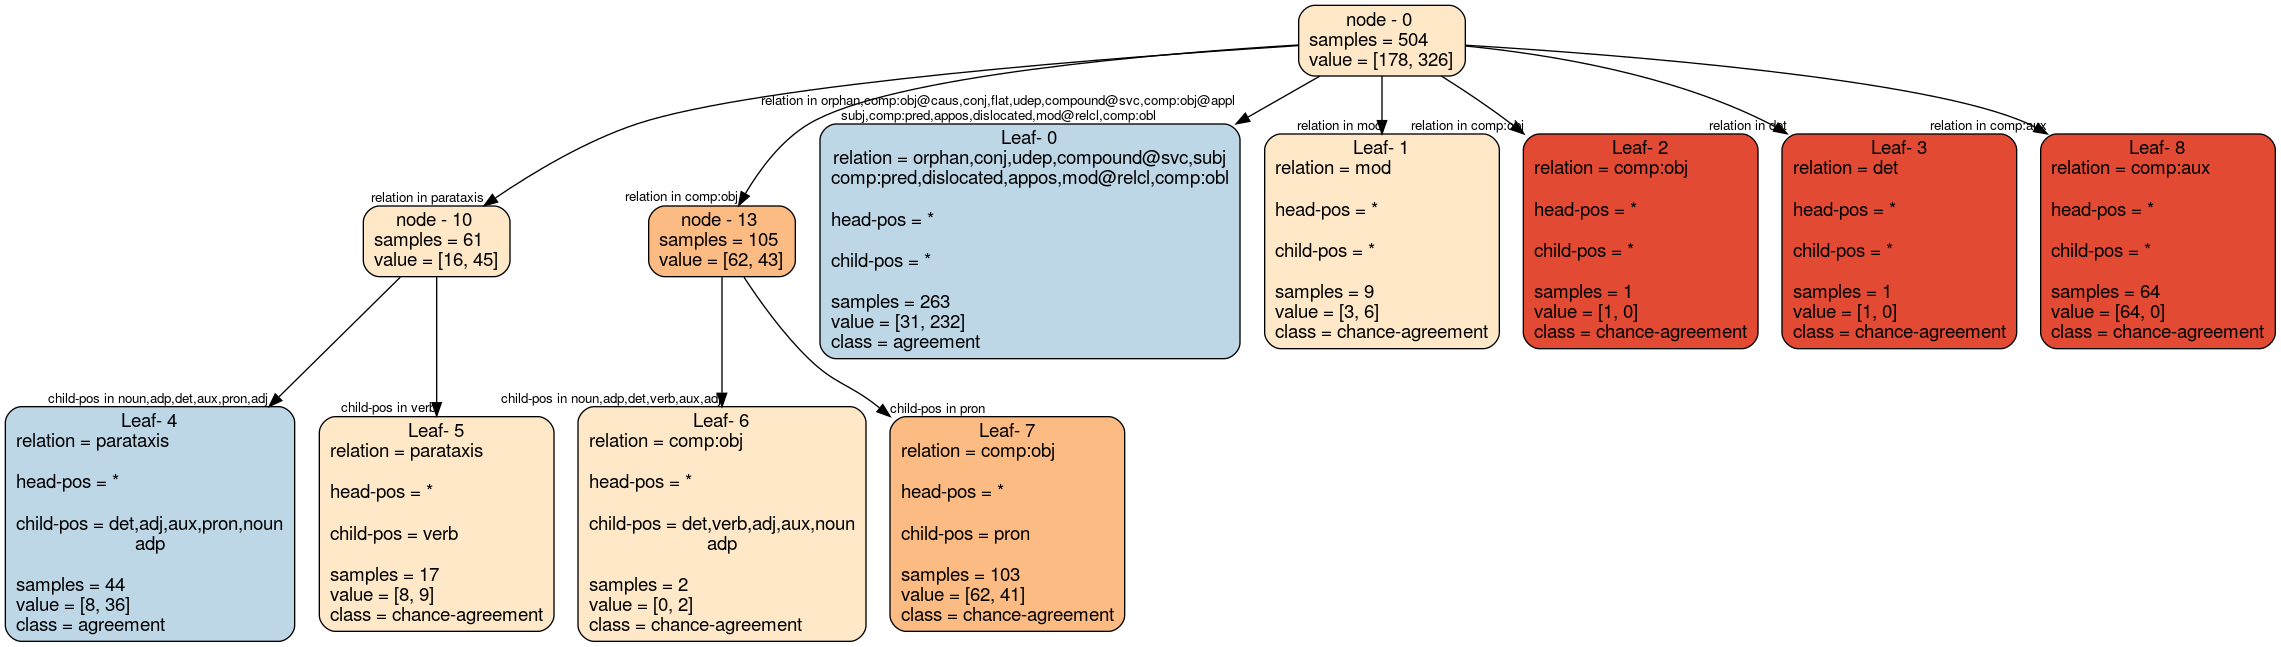 node - 0
samples = 504
value = [178, 326]
relation in orphan,comp:obj@caus,conj,flat,udep,compound@svc,comp:obj@appl
subj,comp:pred,appos,dislocated,mod@relcl,comp:obl
relation in mod
relation in comp:obj
relation in det
relation in comp:aux
Leaf- 0
relation = orphan,conj,udep,compound@svc,subj
comp:pred,dislocated,appos,mod@relcl,comp:obl
head-pos = *
child-pos = *
samples = 263
value = [31, 232]
class = agreement
Leaf- 1
relation = mod
head-pos = *
child-pos = *
samples = 9
value = [3, 6]
class = chance-agreement
Leaf- 2
relation = comp:obj
head-pos = *
child-pos = *
samples = 1
value = [1, 0]
class = chance-agreement
Leaf- 3
relation = det
head-pos = *
child-pos = *
samples = 1
value = [1, 0]
class = chance-agreement
Leaf- 8
relation = comp:aux
head-pos = *
child-pos = *
samples = 64
value = [64, 0]
class = chance-agreement
relation in parataxis
node - 10
samples = 61
value = [16, 45]
relation in comp:obj
node - 13
samples = 105
value = [62, 43]
child-pos in noun,adp,det,aux,pron,adj
Leaf- 4
relation = parataxis
head-pos = *
child-pos = det,adj,aux,pron,noun
adp
samples = 44
value = [8, 36]
class = agreement
child-pos in verb
Leaf- 5
relation = parataxis
head-pos = *
child-pos = verb
samples = 17
value = [8, 9]
class = chance-agreement
child-pos in noun,adp,det,verb,aux,adj
Leaf- 6
relation = comp:obj
head-pos = *
child-pos = det,verb,adj,aux,noun
adp
samples = 2
value = [0, 2]
class = chance-agreement
child-pos in pron
Leaf- 7
relation = comp:obj
head-pos = *
child-pos = pron
samples = 103
value = [62, 41]
class = chance-agreement